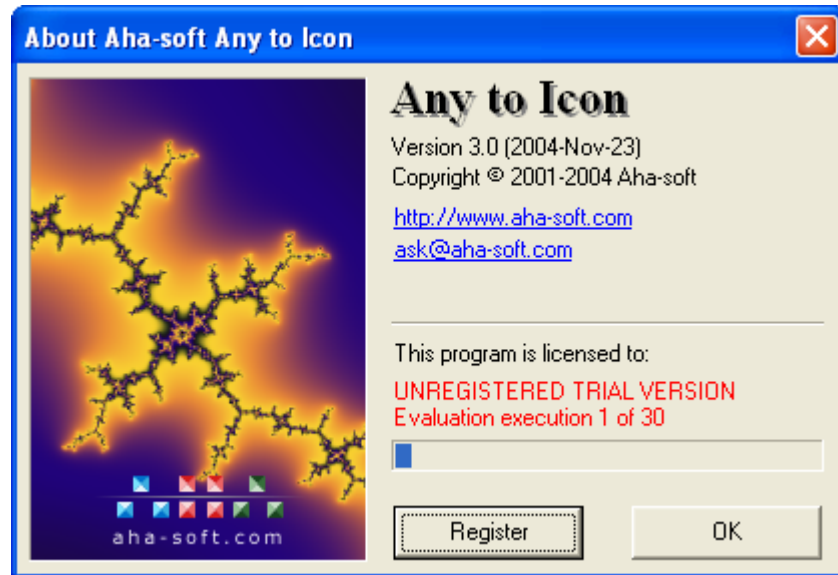 About Aha-soft Any to Icon
Any to Icon
Version 3.0 (2004-Nov-23)
Copyright © 2001-2004 Aha-soft
http://www.aha-soft.com
ask@aha-soft.com
This program is licensed to:
UNREGISTERED TRIAL VERSION
Evaluation execution 1 of 30
aha-soft.com
Register
OK